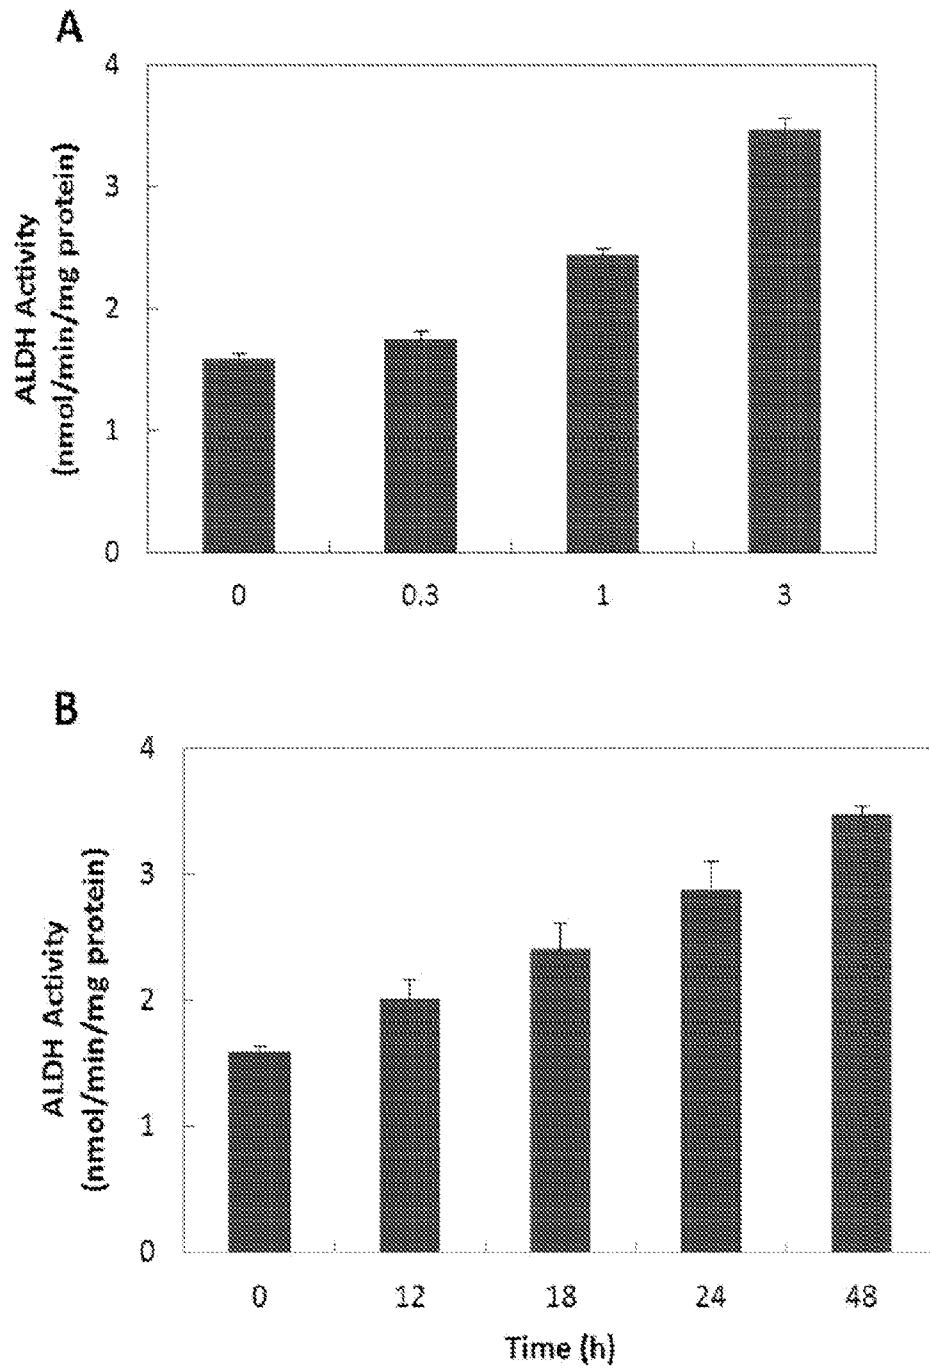 A
4
3
2
1
0
ALDH Activity
(nmol/min/mg protein)
0 0.3 1 3
B
4
3
2
1
0
ALDH Activity
(nmol/min/mg protein)
0 12 18 24 48
Time (h)